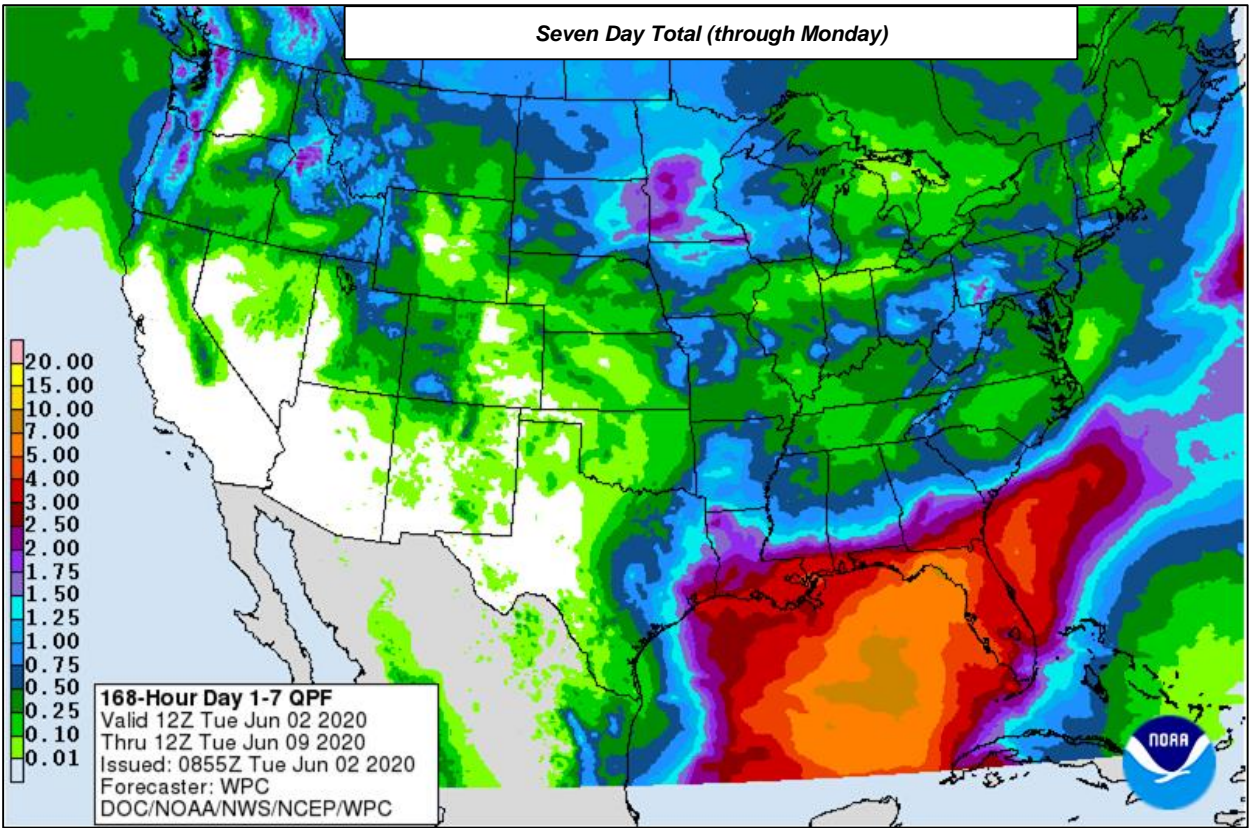 Seven Day Total (through Monday)
20.00
15.00
10.00
7.00
5.00
4.00
3.00
2.50
2.00
1.75
1.50
1.25
1.00
0.75
0.50
0.25
0.10
0.01
168-Hour Day 1-7 QPF
Valid 12Z Tue Jun 02 2020
Thru 12Z Tue Jun 09 2020
Issued: 0855Z Tue Jun 02 2020
Forecaster: WPC
DOC/NOAA/NWS/NCEP/WPC
NOAA